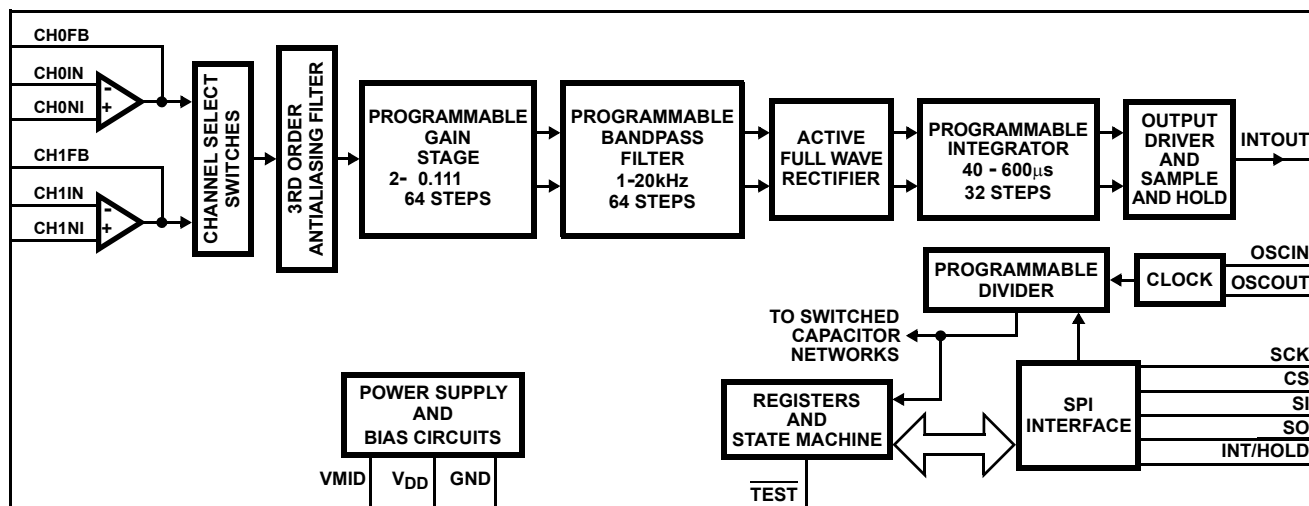 CH0FB
CH0IN
CH0NI
-
+
CH1FB
CH1IN
CH1NI
-
+
CHANNEL SELECT
SWITCHES
3RD ORDER
ANTIALIASING FILTER
PROGRAMMABLE
GAIN
STAGE
2- 0.111
64 STEPS
PROGRAMMABLE
BANDPASS
FILTER
1-20kHz
64 STEPS
ACTIVE
FULL WAVE
RECTIFIER
PROGRAMMABLE
INTEGRATOR
40 - 600μs
32 STEPS
OUTPUT
DRIVER
AND
SAMPLE
AND HOLD
INTOUT
PROGRAMMABLE
DIVIDER
CLOCK
OSCIN
OSCOUT
TO SWITCHED
CAPACITOR
NETWORKS
REGISTERS
AND
STATE MACHINE
TEST
SPI
INTERFACE
SCK
CS
SI
SO
INT/HOLD
POWER SUPPLY
AND
BIAS CIRCUITS
VMID
VDD
GND